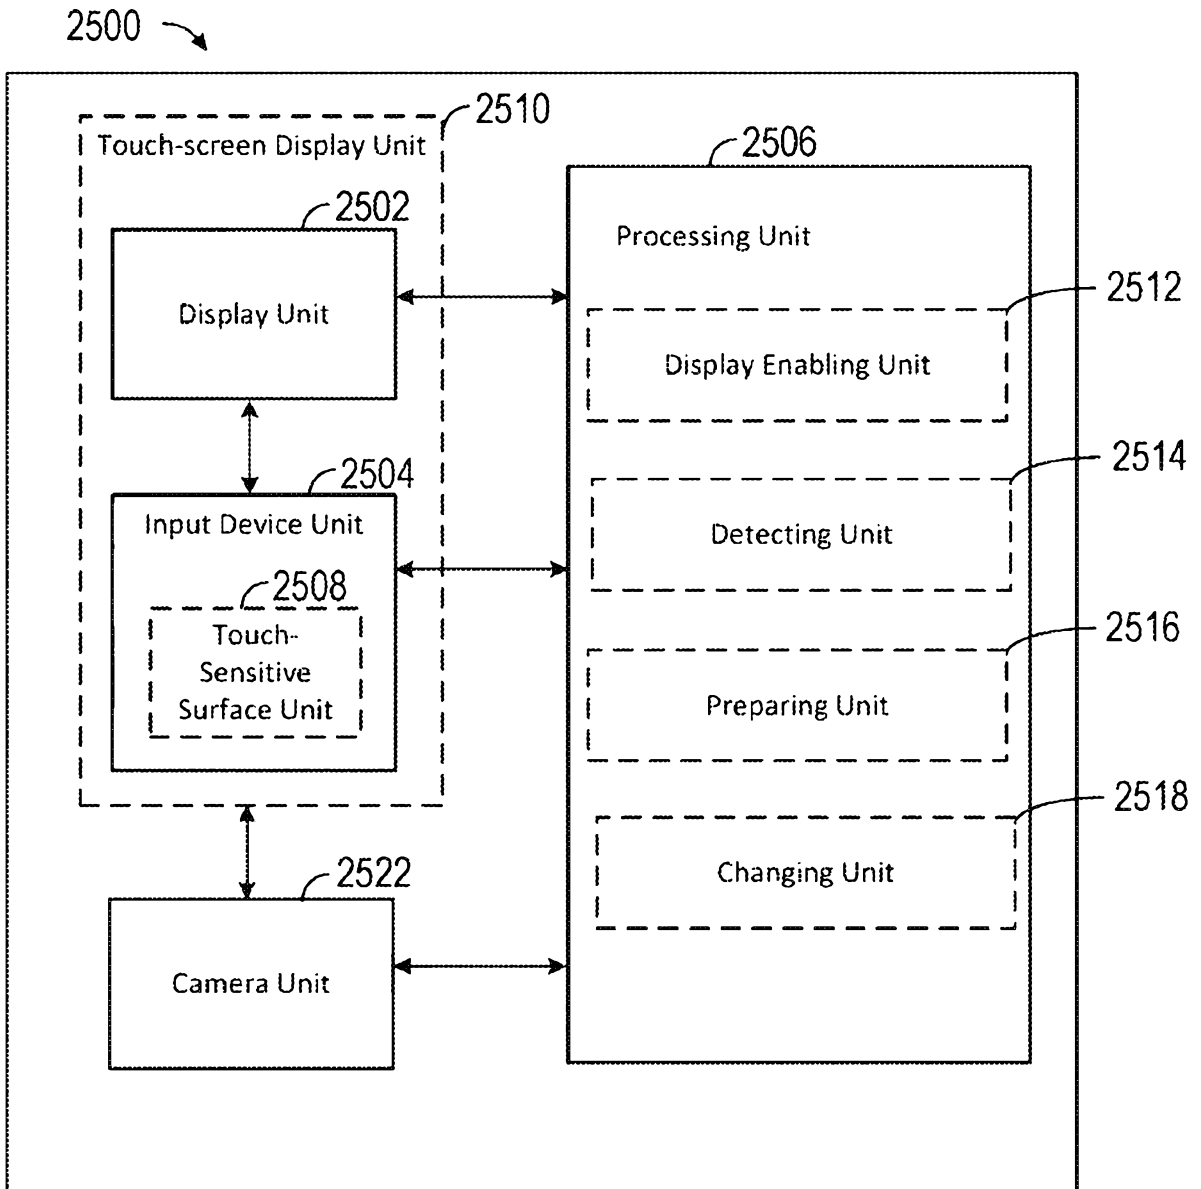 2500
2510
Touch-screen Display Unit
2506
2502
Processing Unit
2512
Display Unit
Display Enabling Unit
2514
2504
Input Device Unit
Detecting Unit
2508
Touch-
Sensitive
Surface Unit
2516
Preparing Unit
2518
2522
Changing Unit
Camera Unit